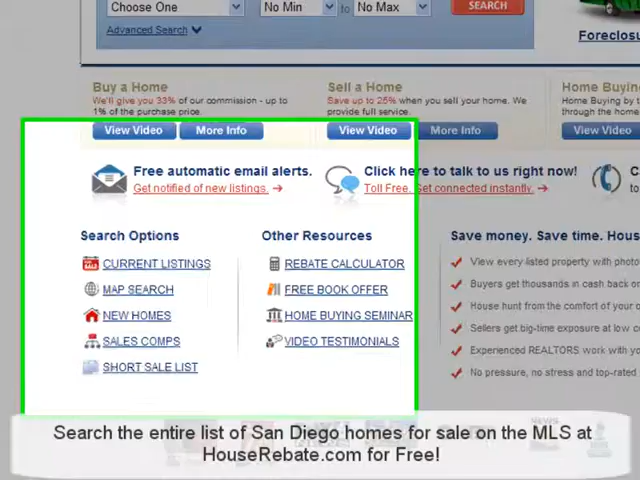 Choose One
No Min
to
No Max
SEARCH
Advanced Search
Foreclosu
Buy a Home
We'll give you 33% of our commission - up to
1% of the purchase price.
View Video
More Info
Sell a Home
Save up to 25% when you sell your home. We
provide full service.
View Video
More Info
Home Buying
Home Buying by
through the home
View Video
Free automatic email alerts.
Get notified of new listings.
Click here to talk to us right now!
Toll Free. Get connected instantly.
Search Options
CURRENT LISTINGS
MAP SEARCH
NEW HOMES
SALES COMPS
SHORT SALE LIST
Other Resources
REBATE CALCULATOR
FREE BOOK OFFER
HOME BUYING SEMINAR
VIDEO TESTIMONIALS
Save money. Save time. Hous
View every listed property with photo
Buyers get thousands in cash back or
House hunt from the comfort of your o
Sellers get big-time exposure at low c
Experienced REALTORS work with yo
No pressure, no stress and top-rated
Search the entire list of San Diego homes for sale on the MLS at
HouseRebate.com for Free!